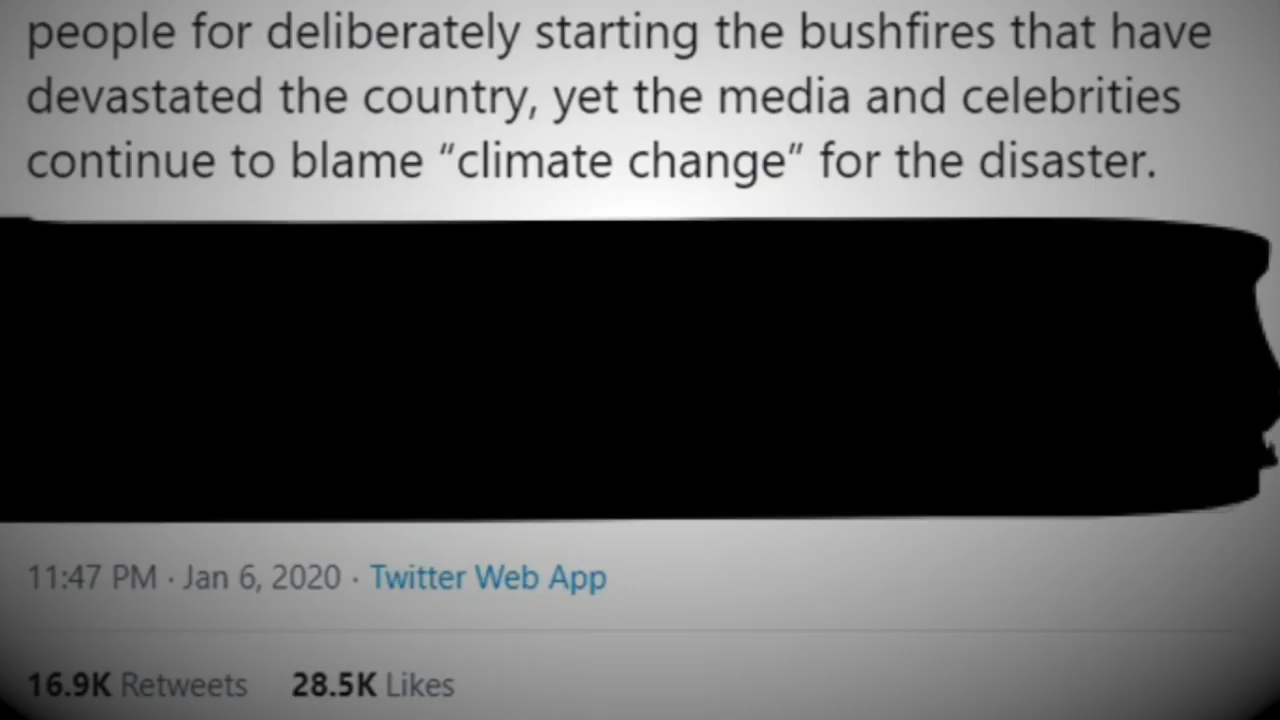 people for deliberately starting the bushfires that have
devastated the country, yet the media and celebrities
continue to blame “climate change” for the disaster.
11:47 PM · Jan 6, 2020 · Twitter Web App
16.9K Retweets 28.5K Likes